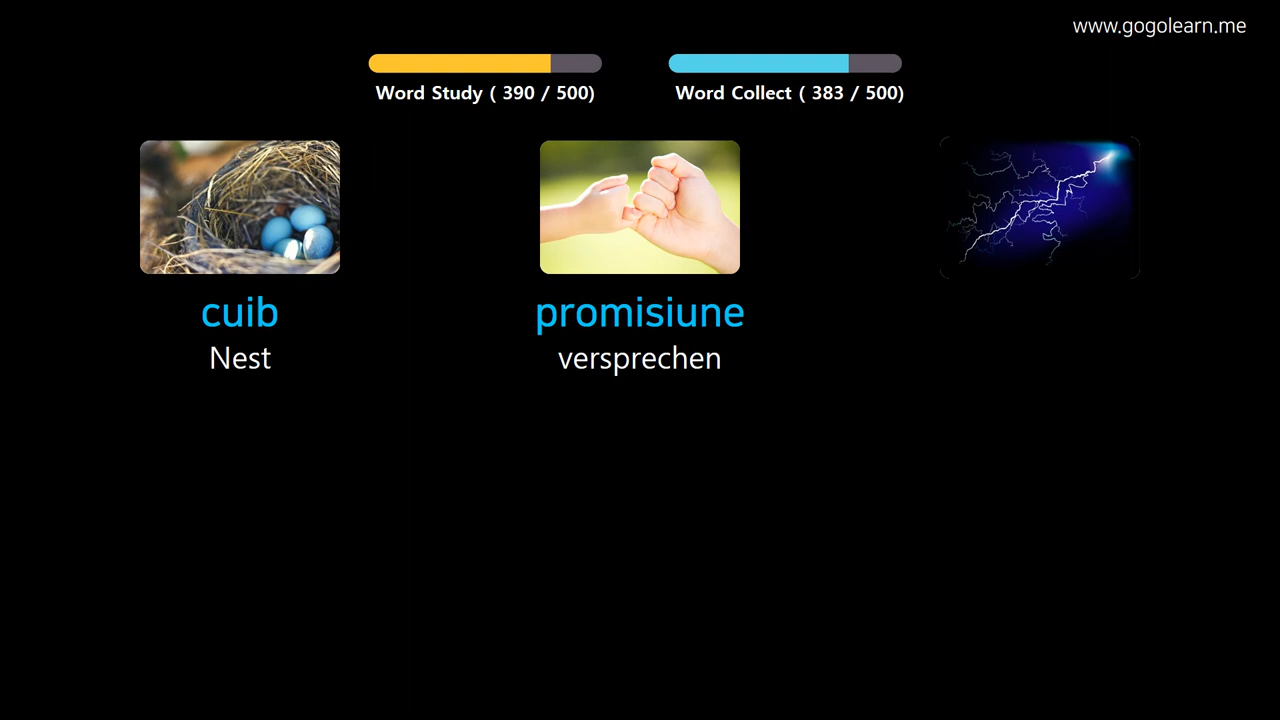 www.gogolearn.me
Word Study ( 390 / 500)
Word Collect ( 383 / 500)
cuib
Nest
promisiune
versprechen